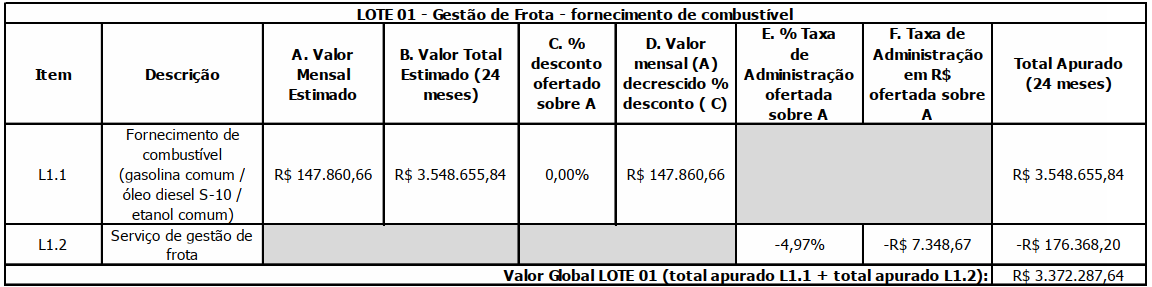 LOTE 01 - Gestão de Frota - fornecimento de combustível
Item
Descrição
A. Valor
Mensal
Estimado
B. Valor Total
Estimado (24
meses)
C. %
desconto
ofertado
sobre A
D. Valor
mensal (A)
decrescido %
desconto ( C)
E. % Taxa
de
Administração
ofertada
sobre A
F. Taxa de
Administração
em R$
ofertada sobre
A
Total Apurado
(24 meses)
L1.1
Fornecimento de
combustível
(gasolina comum /
óleo diesel S-10 /
etanol comum)
R$ 147.860,66
R$ 3.548.655,84
0,00%
R$ 147.860,66
R$ 3.548.655,84
L1.2
Serviço de gestão de
frota
-4,97%
-R$ 7.348,67
-R$ 176.368,20
Valor Global LOTE 01 (total apurado L1.1 + total apurado L1.2):
R$ 3.372.287,64